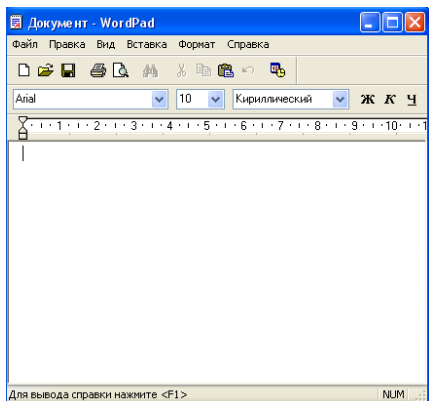 Документ - WordPad
Файл Правка Вид Вставка Формат Справка
Arial 10 Кириллический Ж К Ч
1 2 3 4 5 6 7 8 9 10 1
Для вывода справки нажмите <F1> NUM